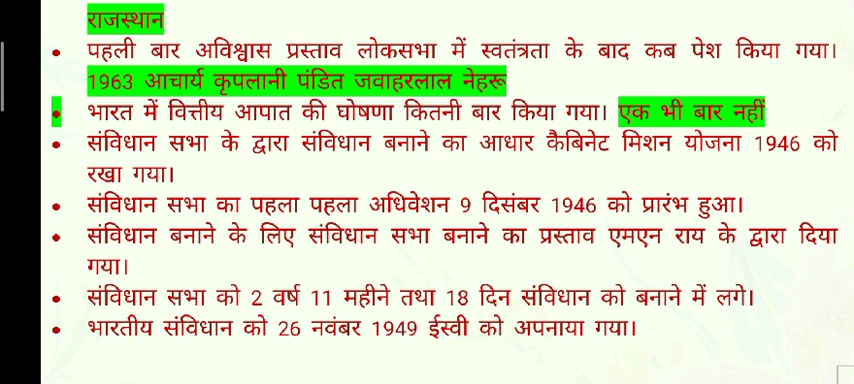 राजस्थान
• पहली बार अविश्वास प्रस्ताव लोकसभा में स्वतंत्रता के बाद कब पेश किया गया।
1963 आचार्य कृपलानी पंडित जवाहरलाल नेहरू
• भारत में वित्तीय आपात की घोषणा कितनी बार किया गया। एक भी बार नहीं
• संविधान सभा के द्वारा संविधान बनाने का आधार कैबिनेट मिशन योजना 1946 को
रखा गया।
• संविधान सभा का पहला पहला अधिवेशन 9 दिसंबर 1946 को प्रारंभ हुआ।
• संविधान बनाने के लिए संविधान सभा बनाने का प्रस्ताव एमएन राय के द्वारा दिया
गया।
• संविधान सभा को 2 वर्ष 11 महीने तथा 18 दिन संविधान को बनाने में लगे।
• भारतीय संविधान को 26 नवंबर 1949 ईस्वी को अपनाया गया।